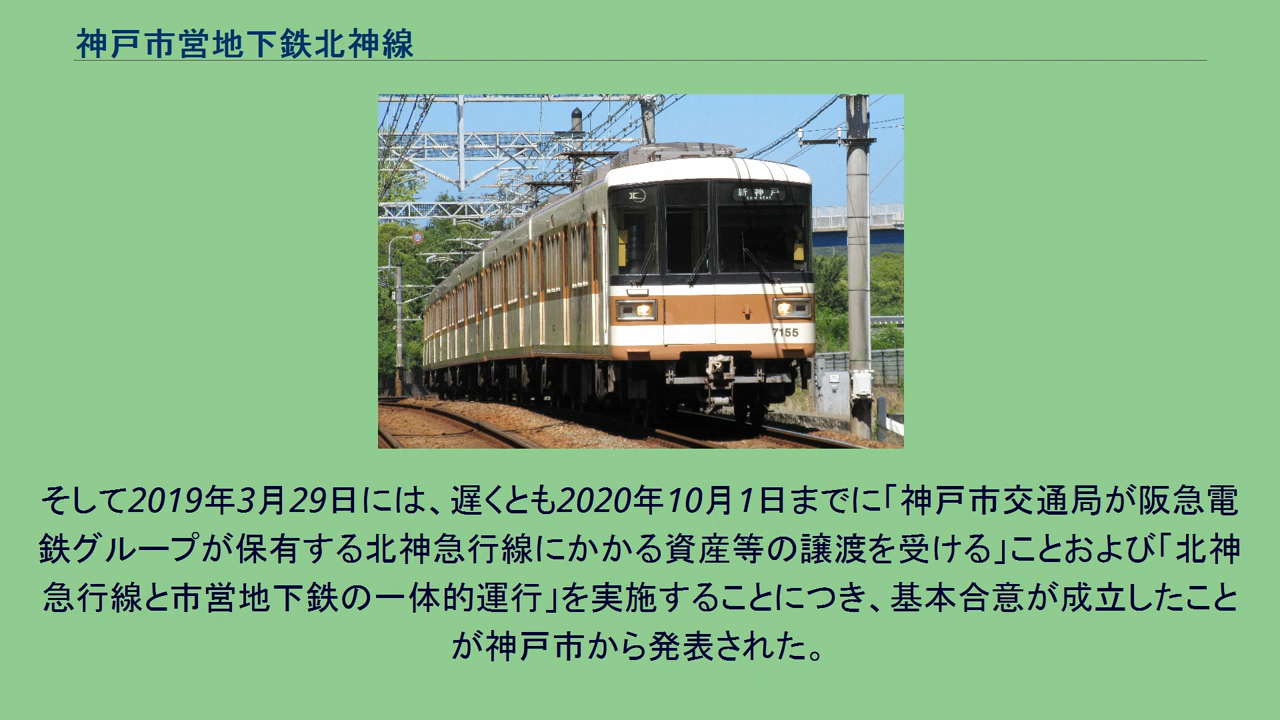 神戸市営地下鉄北神線
新神戸
7155
そして2019年3月29日には、遅くとも2020年10月1日までに「神戸市交通局が阪急電
鉄グループが保有する北神急行線にかかる資産等の譲渡を受ける」ことおよび「北神
急行線と市営地下鉄の一体的運行」を実施することにつき、基本合意が成立したこと
が神戸市から発表された。